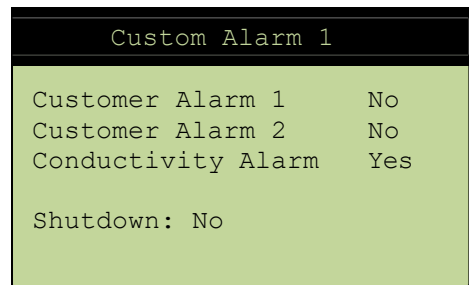 Custom Alarm 1
Customer Alarm 1 No
Customer Alarm 2 No
Conductivity Alarm Yes
Shutdown: No